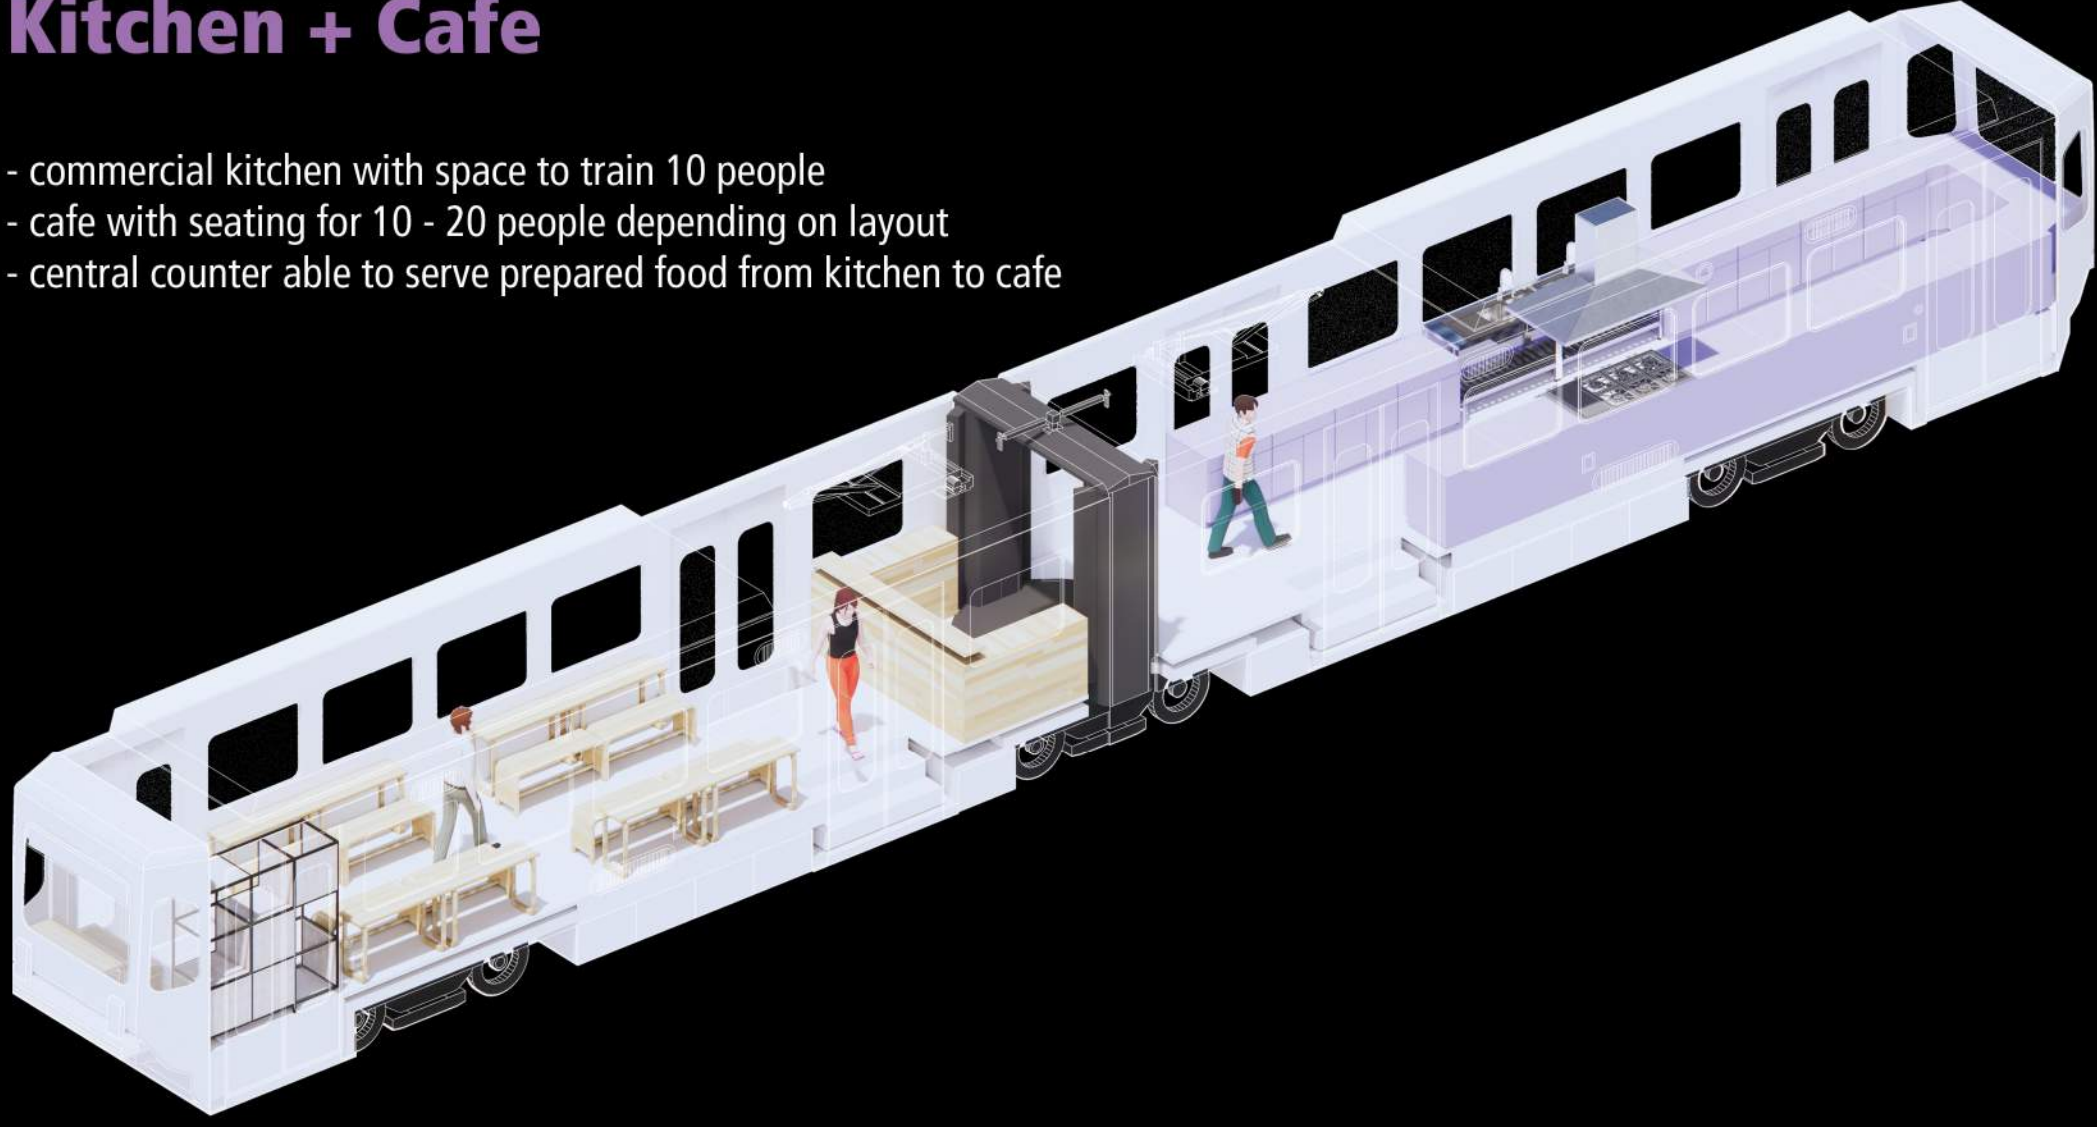 Kitchen + Cafe
- commercial kitchen with space to train 10 people
- cafe with seating for 10 - 20 people depending on layout
- central counter able to serve prepared food from kitchen to cafe